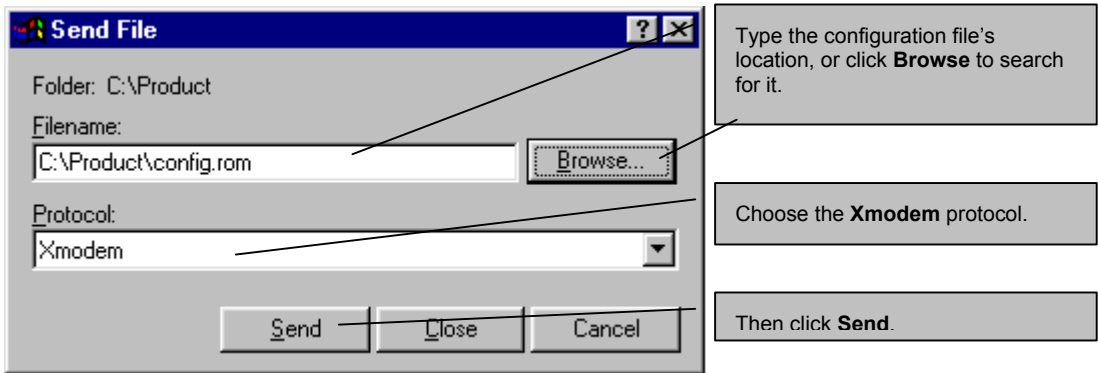 Send File
Folder: C:\Product
Filename:
C:\Product\config.rom
Browse...
Protocol:
Xmodem
Send
Close
Cancel
Type the configuration file's
location, or click Browse to search
for it.
Choose the Xmodem protocol.
Then click Send.